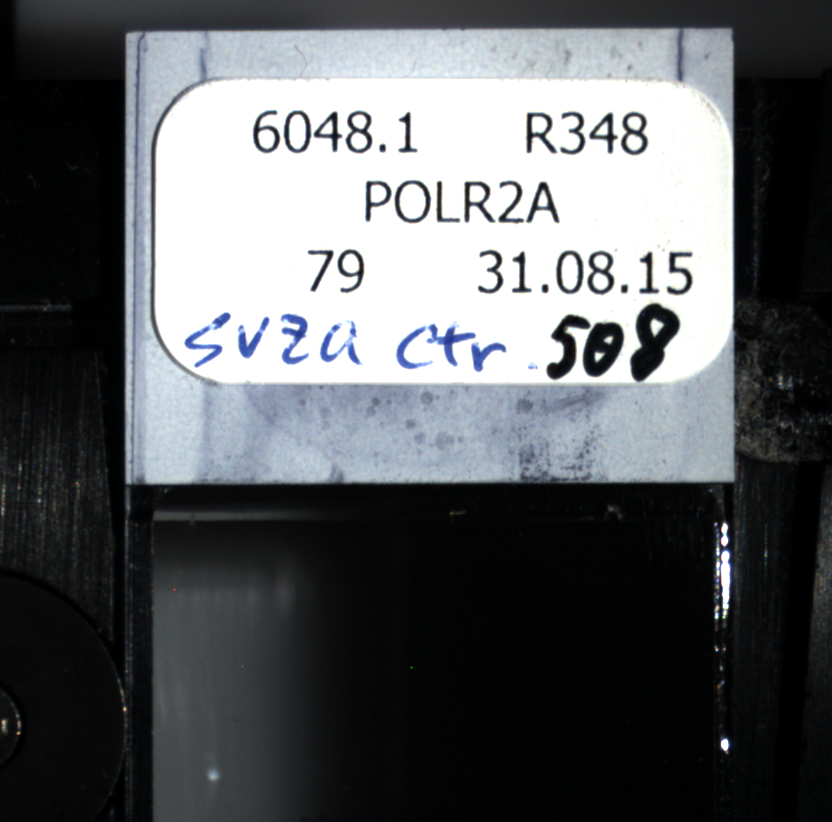 6048.1 R348
POLR2A
79 31.08.15
SVZa Ctr. 508